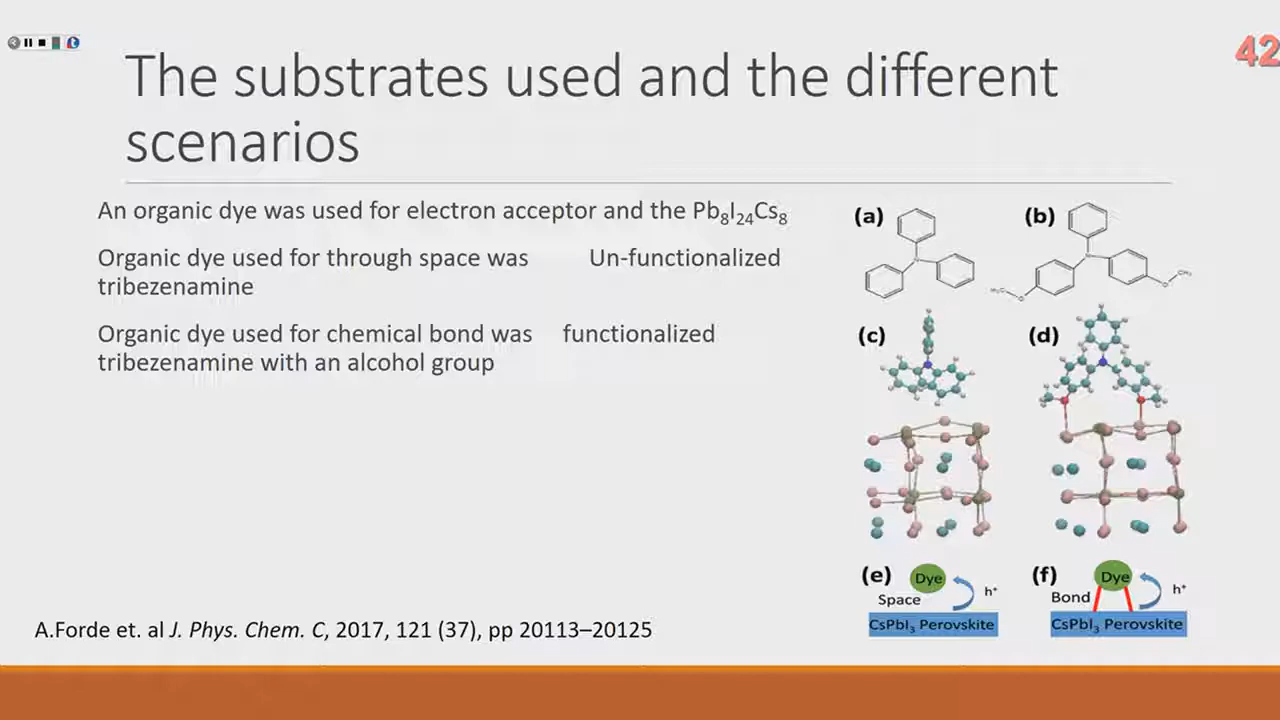 42
The substrates used and the different
scenarios
An organic dye was used for electron acceptor and the Pb₈I₂₄Cs₈
Organic dye used for through space was Un-functionalized
tribezenamine
Organic dye used for chemical bond was functionalized
tribezenamine with an alcohol group
(a) (b)
(c) (d)
(e) Dye h⁺
Space
CsPbI₃ Perovskite
(f) Dye h⁺
Bond
CsPbI₃ Perovskite
A.Forde et. al J. Phys. Chem. C, 2017, 121 (37), pp 20113–20125